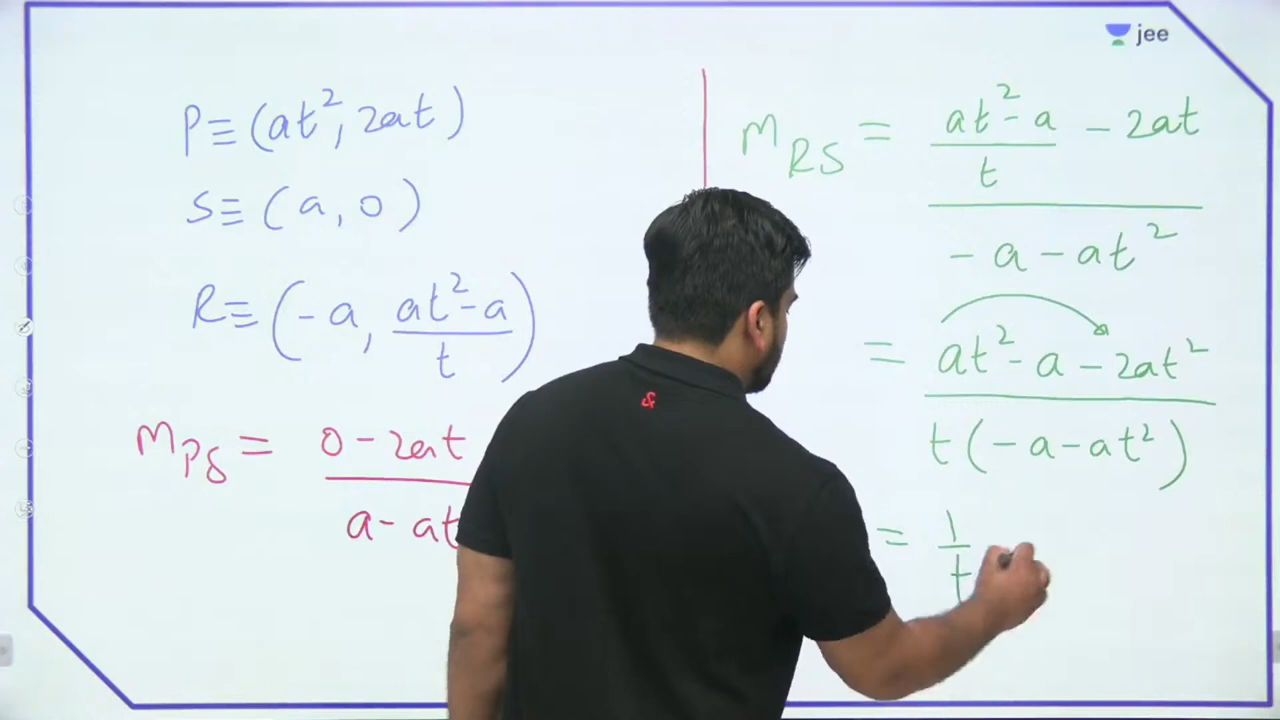 jee
P≡(at², 2at)
S≡(a, 0)
R≡(-a, (at²-a)/t)
m_PS = (0-2at)/(a-at
m_RS = ((at²-a)/t - 2at)/(-a-at²)
= (at²-a-2at²)/(t(-a-at²))
= 1/t